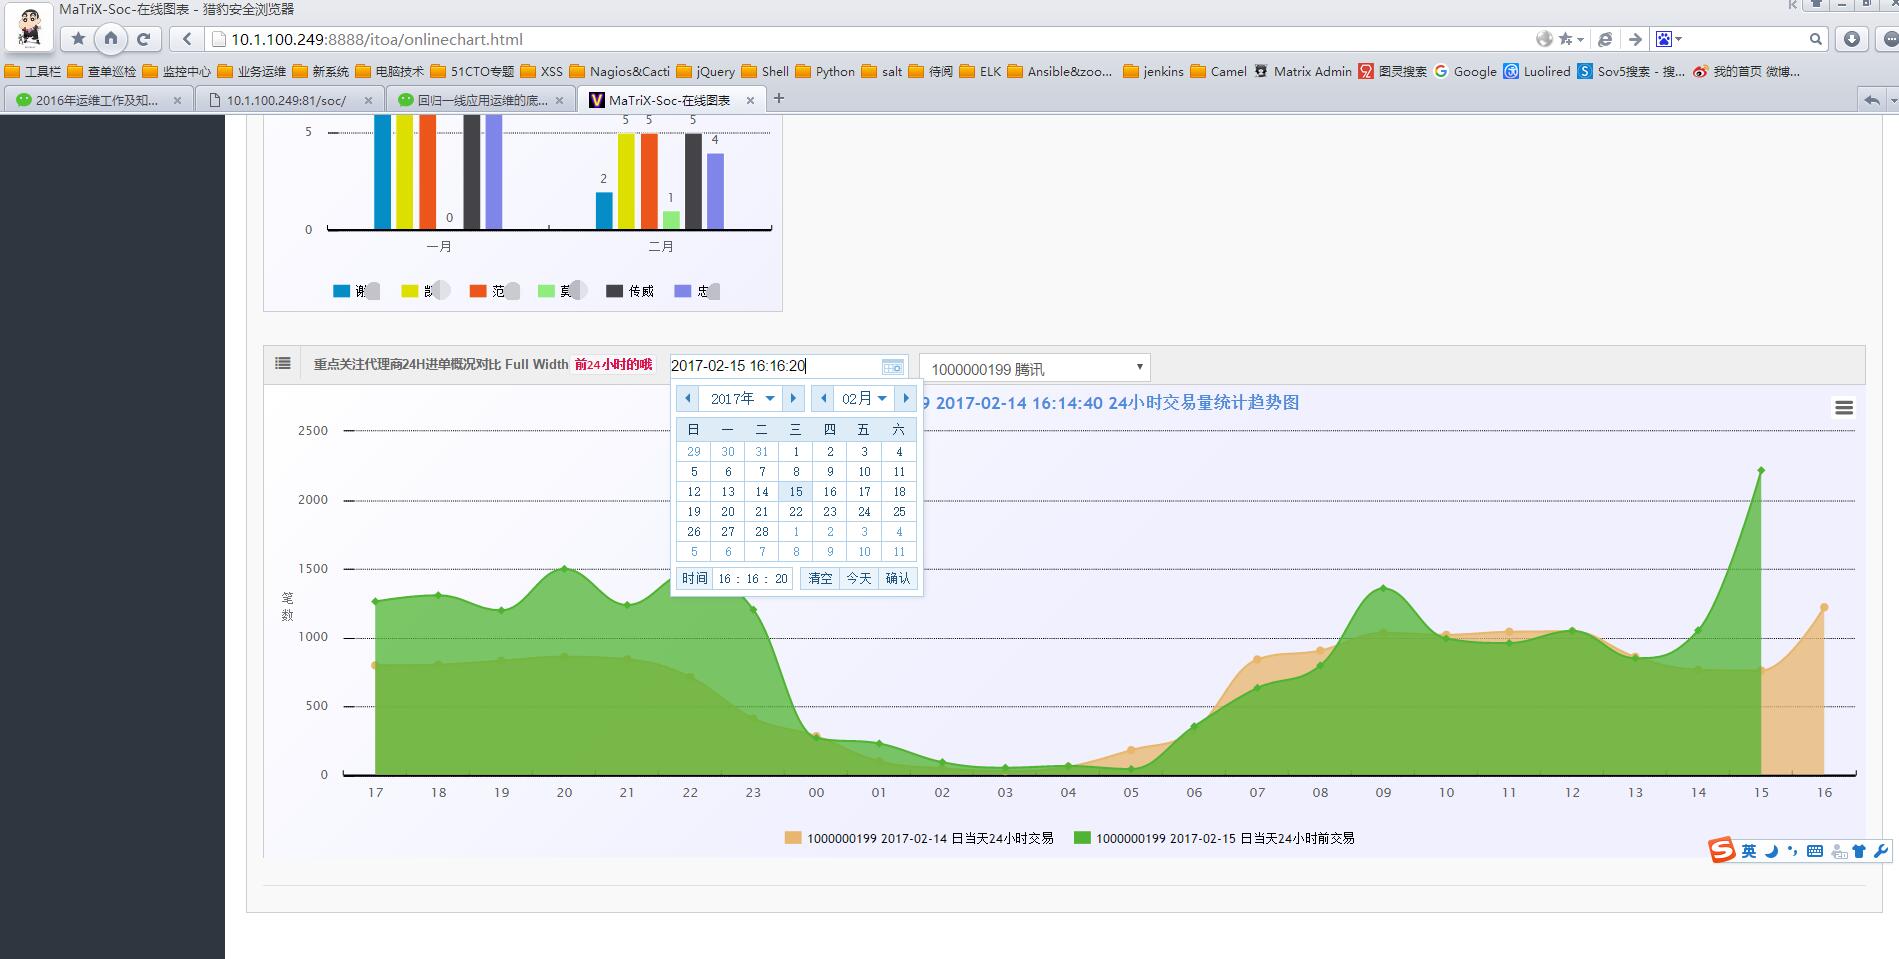 MaTriX-Soc-在线图表 - 猎豹安全浏览器
10.1.100.249:8888/itoa/onlinechart.html
工具栏 查单巡检 监控中心 业务运维 新系统 电脑技术 51CTO专题 XSS Nagios&Cacti jQuery Shell Python salt 待阅 ELK Ansible&zoo... jenkins Camel Matrix Admin 图灵搜索 Google Luolired Sov5搜索 - 搜... 我的首页 微博...
2016年运维工作及知... 10.1.100.249:81/soc/ 回归一线应用运维的底... MaTriX-Soc-在线图表
5 5 5 5
4
2
1
0
0
一月 二月
谢 范 莫 传威 忠
重点关注代理商24H进单概况对比 Full Width 前24小时的哦 2017-02-15 16:16:20 1000000199 腾讯
2017年 02月
9 2017-02-14 16:14:40 24小时交易量统计趋势图
日 一 二 三 四 五 六
29 30 31 1 2 3 4
5 6 7 8 9 10 11
12 13 14 15 16 17 18
19 20 21 22 23 24 25
26 27 28 1 2 3 4
5 6 7 8 9 10 11
时间 16 : 16 : 20 清空 今天 确认
2500
2000
1500
1000
500
0
笔数
17 18 19 20 21 22 23 00 01 02 03 04 05 06 07 08 09 10 11 12 13 14 15 16
1000000199 2017-02-14 日当天24小时交易 1000000199 2017-02-15 日当天24小时前交易
英